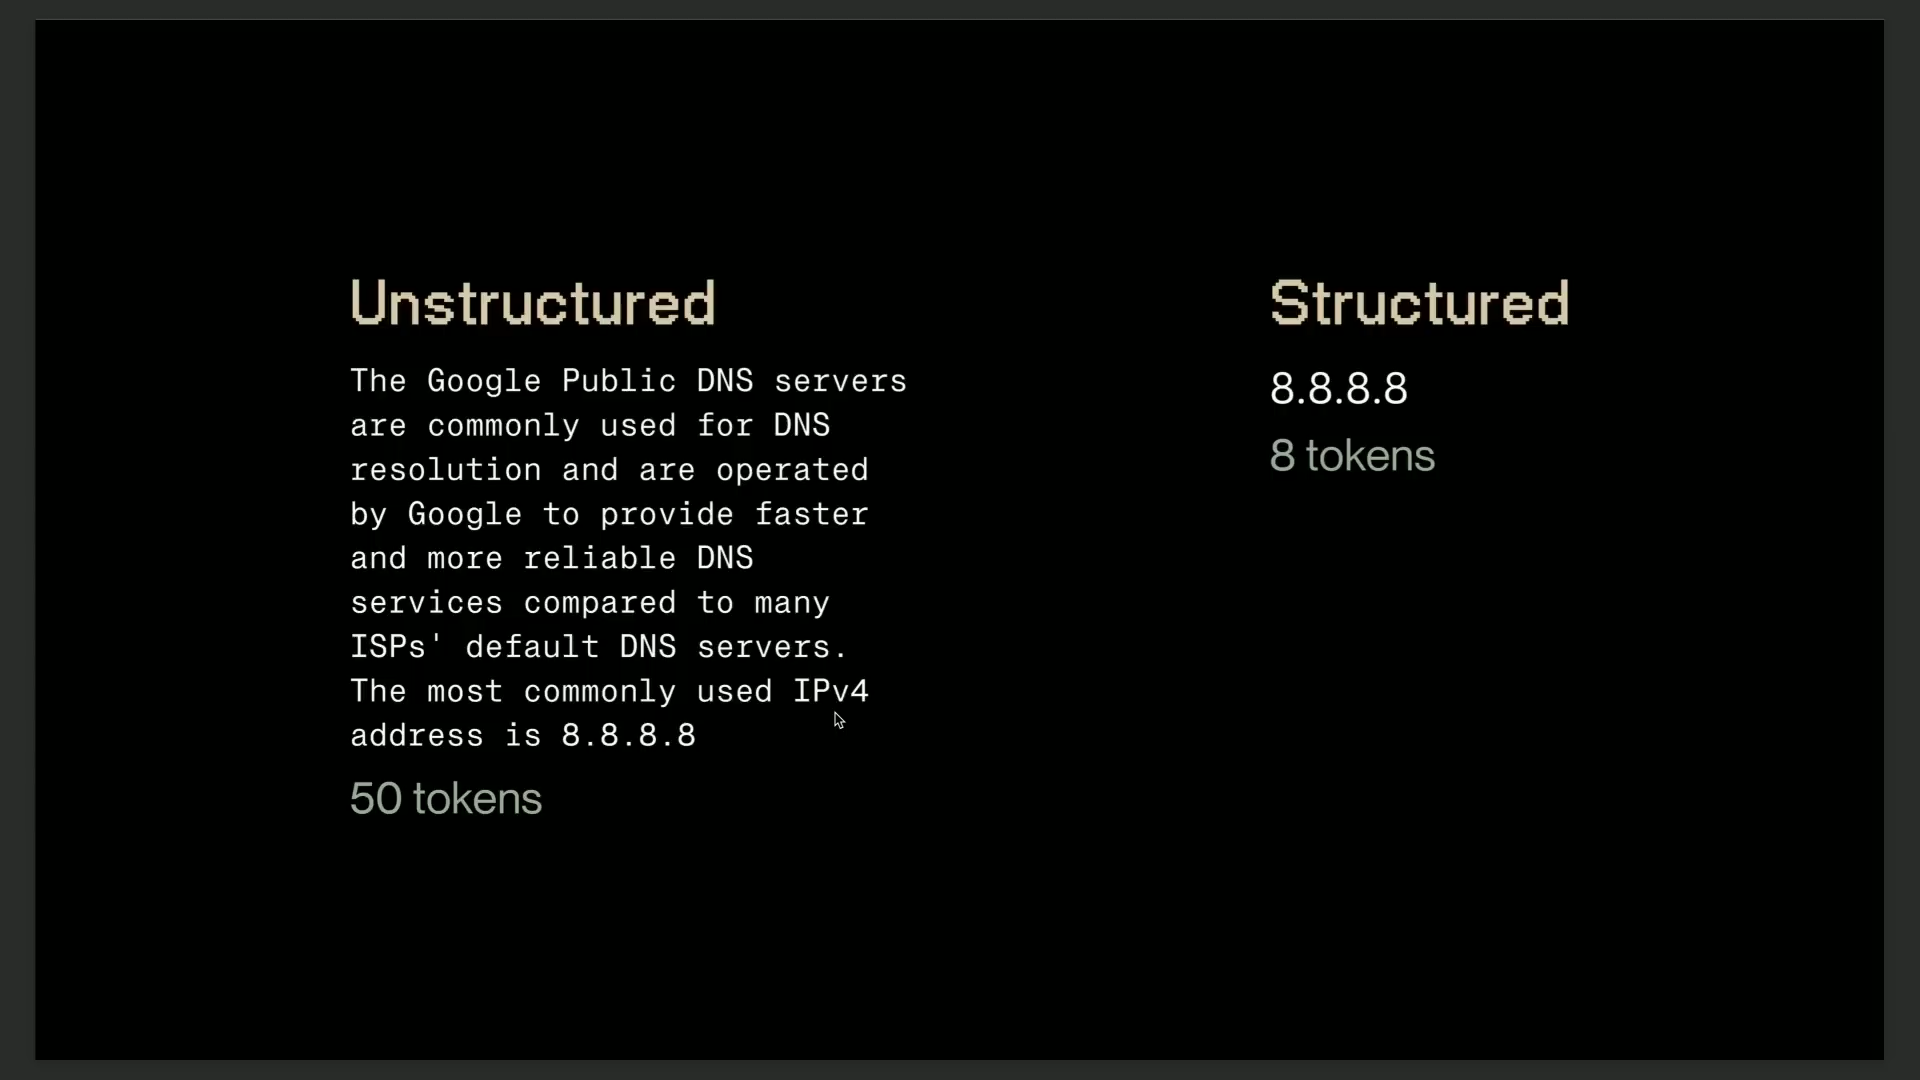 Unstructured
The Google Public DNS servers
are commonly used for DNS
resolution and are operated
by Google to provide faster
and more reliable DNS
services compared to many
ISPs' default DNS servers.
The most commonly used IPv4
address is 8.8.8.8
50 tokens
Structured
8.8.8.8
8 tokens